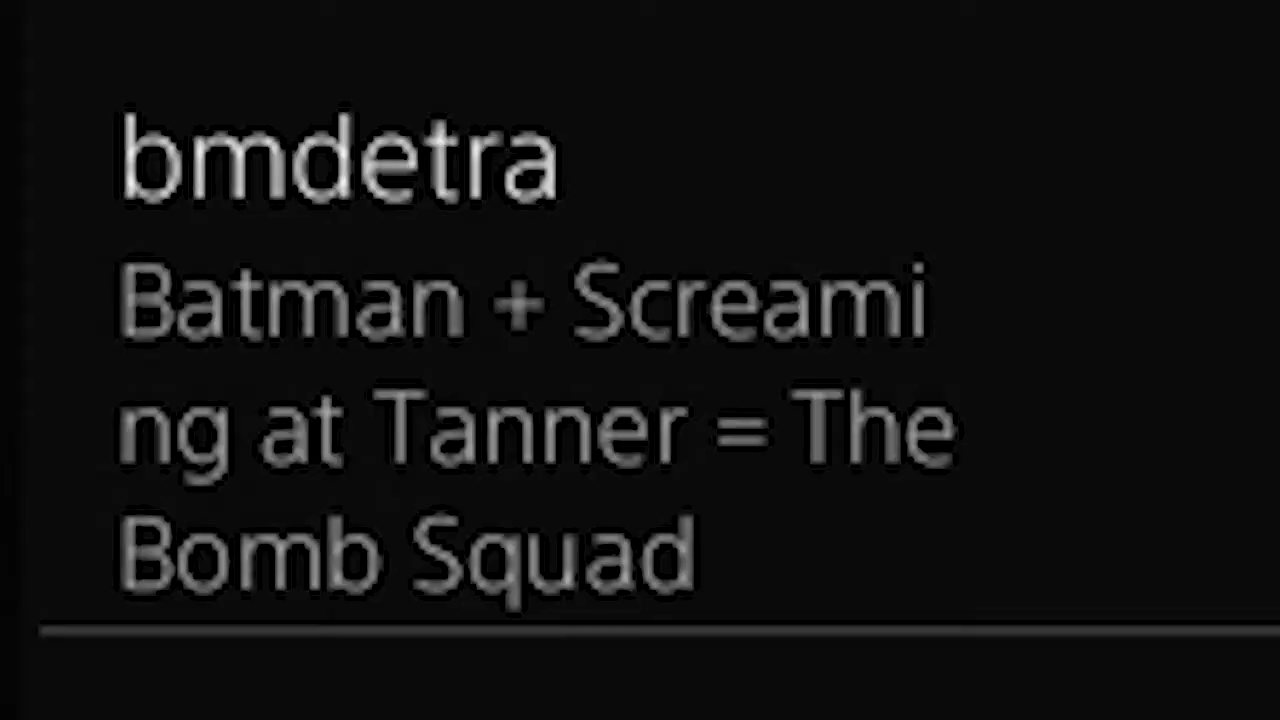 bmdetra
Batman + Screami
ng at Tanner = The
Bomb Squad